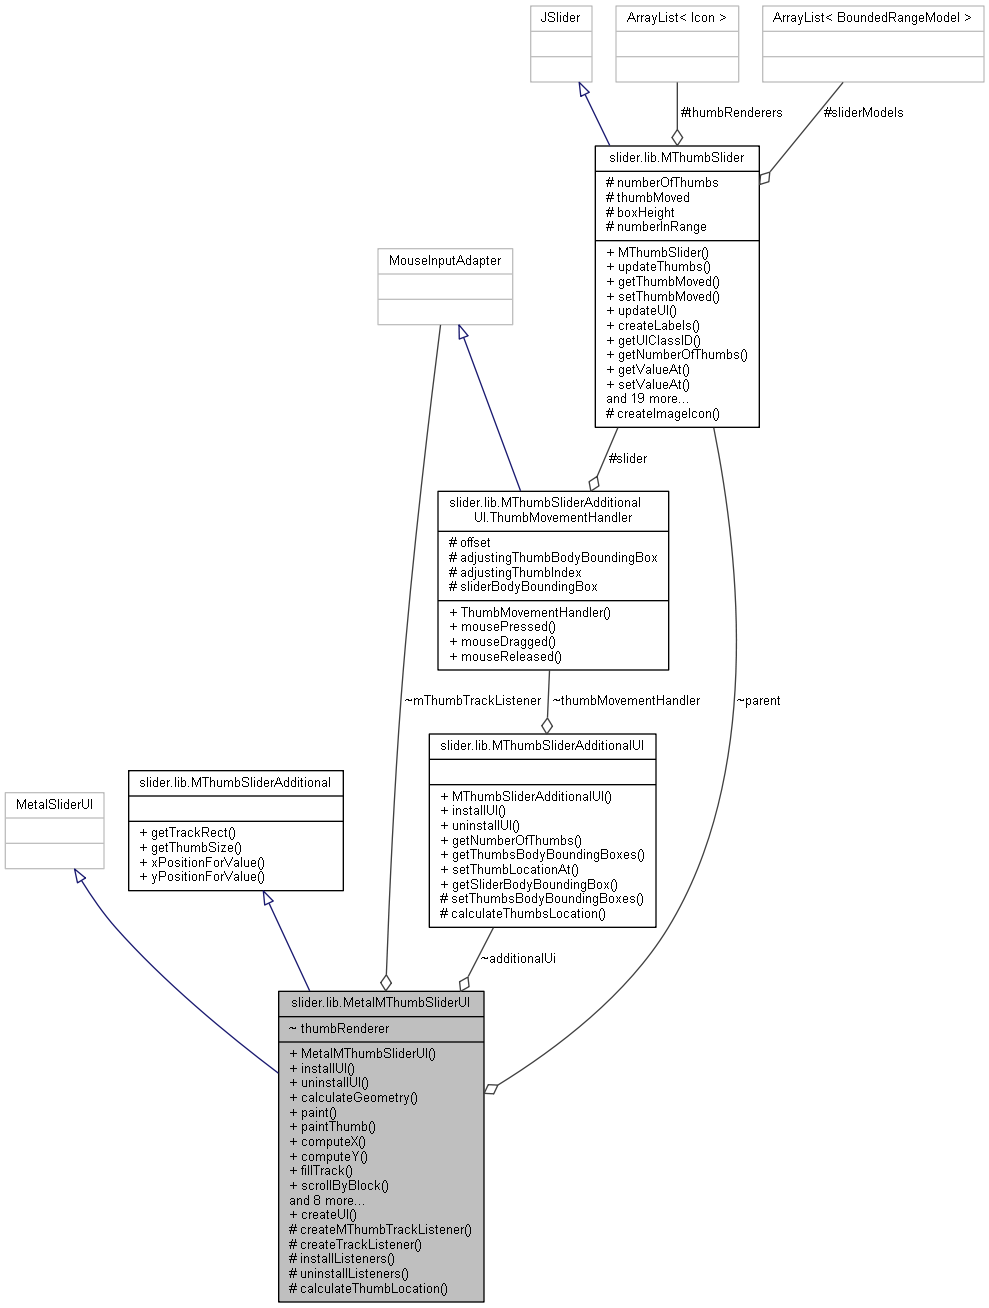 JSlider
ArrayList< Icon >
ArrayList< BoundedRangeModel >
#thumbRenderers
#sliderModels
slider.lib.MThumbSlider
# numberOfThumbs
# thumbMoved
# boxHeight
# numberInRange
+ MThumbSlider()
+ updateThumbs()
+ getThumbMoved()
+ setThumbMoved()
+ updateUI()
+ createLabels()
+ getUIClassID()
+ getNumberOfThumbs()
+ getValueAt()
+ setValueAt()
and 19 more...
# createImageIcon()
MouseInputAdapter
#slider
slider.lib.MThumbSliderAdditional
UI.ThumbMovementHandler
# offset
# adjustingThumbBodyBoundingBox
# adjustingThumbIndex
# sliderBodyBoundingBox
+ ThumbMovementHandler()
+ mousePressed()
+ mouseDragged()
+ mouseReleased()
~mThumbTrackListener
~thumbMovementHandler
~parent
slider.lib.MThumbSliderAdditionalUI
+ MThumbSliderAdditionalUI()
+ installUI()
+ uninstallUI()
+ getNumberOfThumbs()
+ getThumbsBodyBoundingBoxes()
+ setThumbLocationAt()
+ getSliderBodyBoundingBox()
# setThumbsBodyBoundingBoxes()
# calculateThumbsLocation()
MetalSliderUI
slider.lib.MThumbSliderAdditional
+ getTrackRect()
+ getThumbSize()
+ xPositionForValue()
+ yPositionForValue()
~additionalUi
slider.lib.MetalMThumbSliderUI
~ thumbRenderer
+ MetalMThumbSliderUI()
+ installUI()
+ uninstallUI()
+ calculateGeometry()
+ paint()
+ paintThumb()
+ computeX()
+ computeY()
+ fillTrack()
+ scrollByBlock()
and 8 more...
+ createUI()
# createMThumbTrackListener()
# createTrackListener()
# installListeners()
# uninstallListeners()
# calculateThumbLocation()